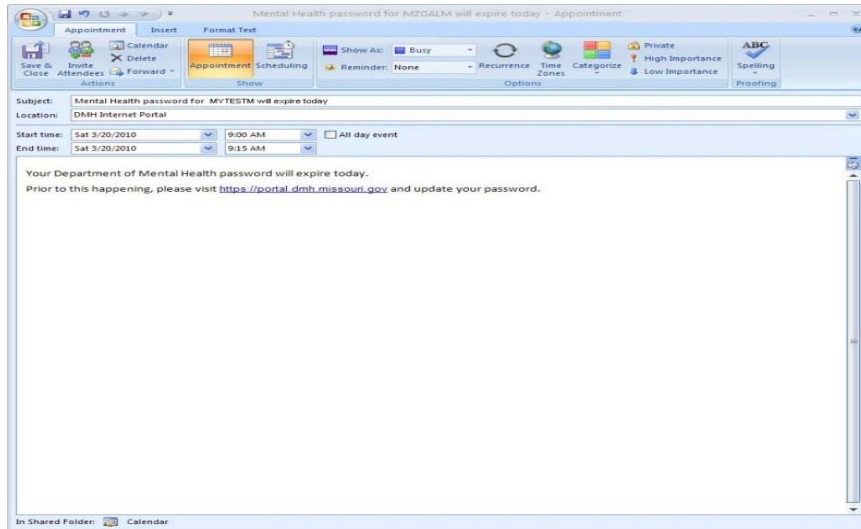 Mental Health password for MZGALM will expire today - Appointment
Appointment Insert Format Text
Save & Close
Invite Attendees
Calendar
Delete
Forward
Actions
Appointment
Scheduling
Show
Show As: Busy
Reminder: None
Recurrence
Time Zones
Categorize
Private
High Importance
Low Importance
Options
ABC
Spelling
Proofing
Subject: Mental Health password for MYTESTM will expire today
Location: DMH Internet Portal
Start time: Sat 3/20/2010 9:00 AM All day event
End time: Sat 3/20/2010 9:15 AM
Your Department of Mental Health password will expire today.
Prior to this happening, please visit https://portal.dmh.missouri.gov and update your password.
In Shared Folder: Calendar